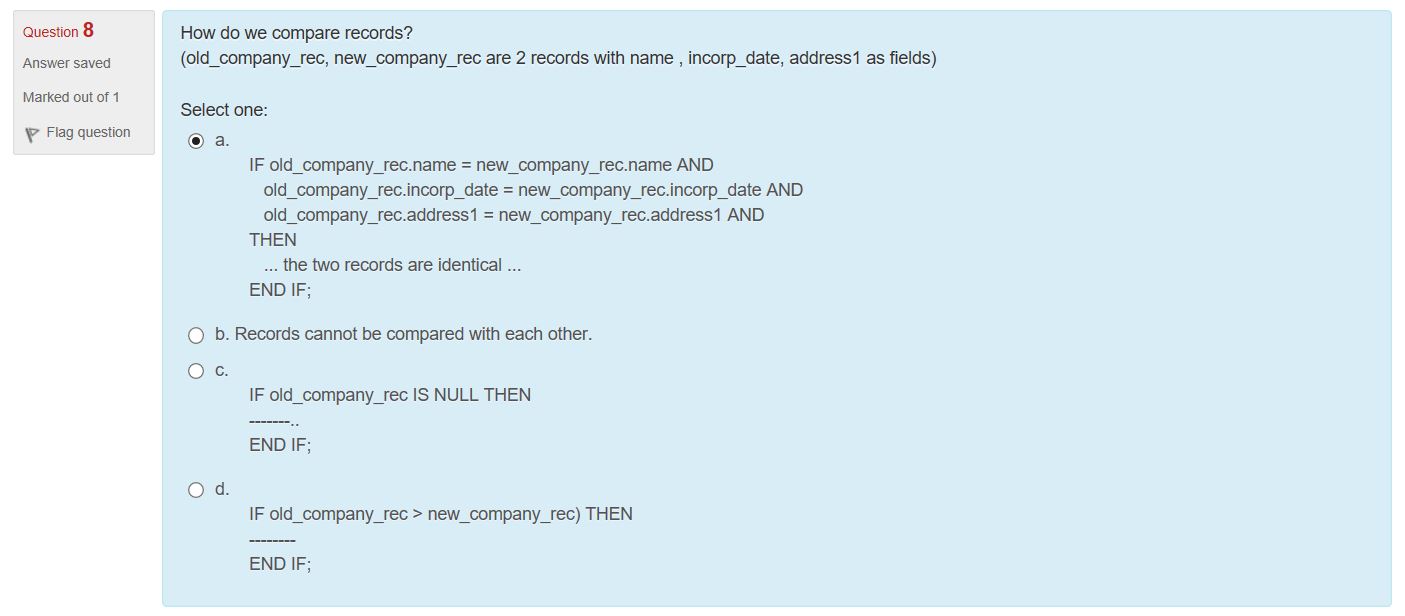 Question 8
Answer saved
Marked out of 1
Flag question
How do we compare records?
(old_company_rec, new_company_rec are 2 records with name , incorp_date, address1 as fields)
Select one:
a.
IF old_company_rec.name = new_company_rec.name AND
old_company_rec.incorp_date = new_company_rec.incorp_date AND
old_company_rec.address1 = new_company_rec.address1 AND
THEN
... the two records are identical ...
END IF;
b. Records cannot be compared with each other.
c.
IF old_company_rec IS NULL THEN
-------..
END IF;
d.
IF old_company_rec > new_company_rec) THEN
--------
END IF;